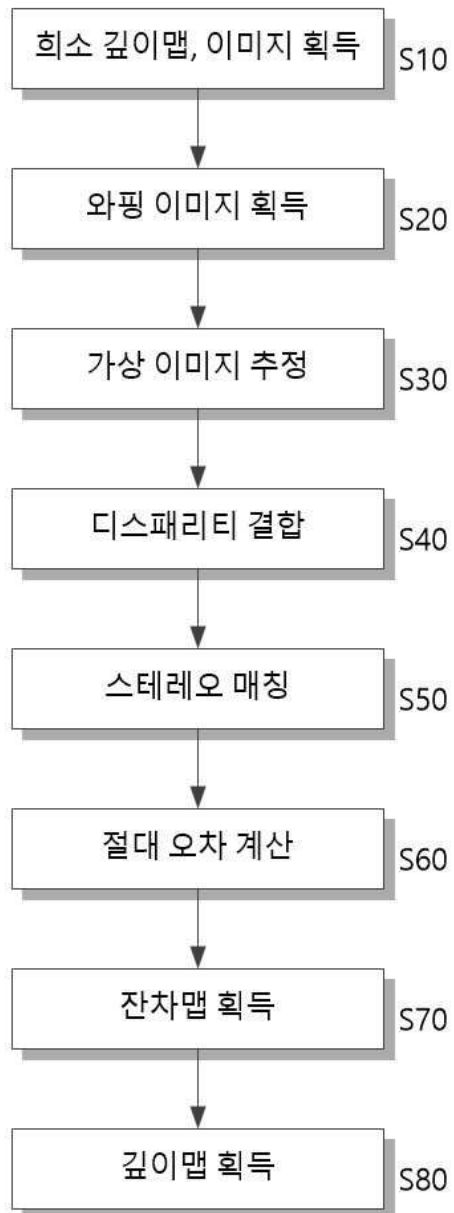 희소 깊이맵, 이미지 획득
S10
와핑 이미지 획득
S20
가상 이미지 추정
S30
디스패리티 결합
S40
스테레오 매칭
S50
절대 오차 계산
S60
잔차맵 획득
S70
깊이맵 획득
S80